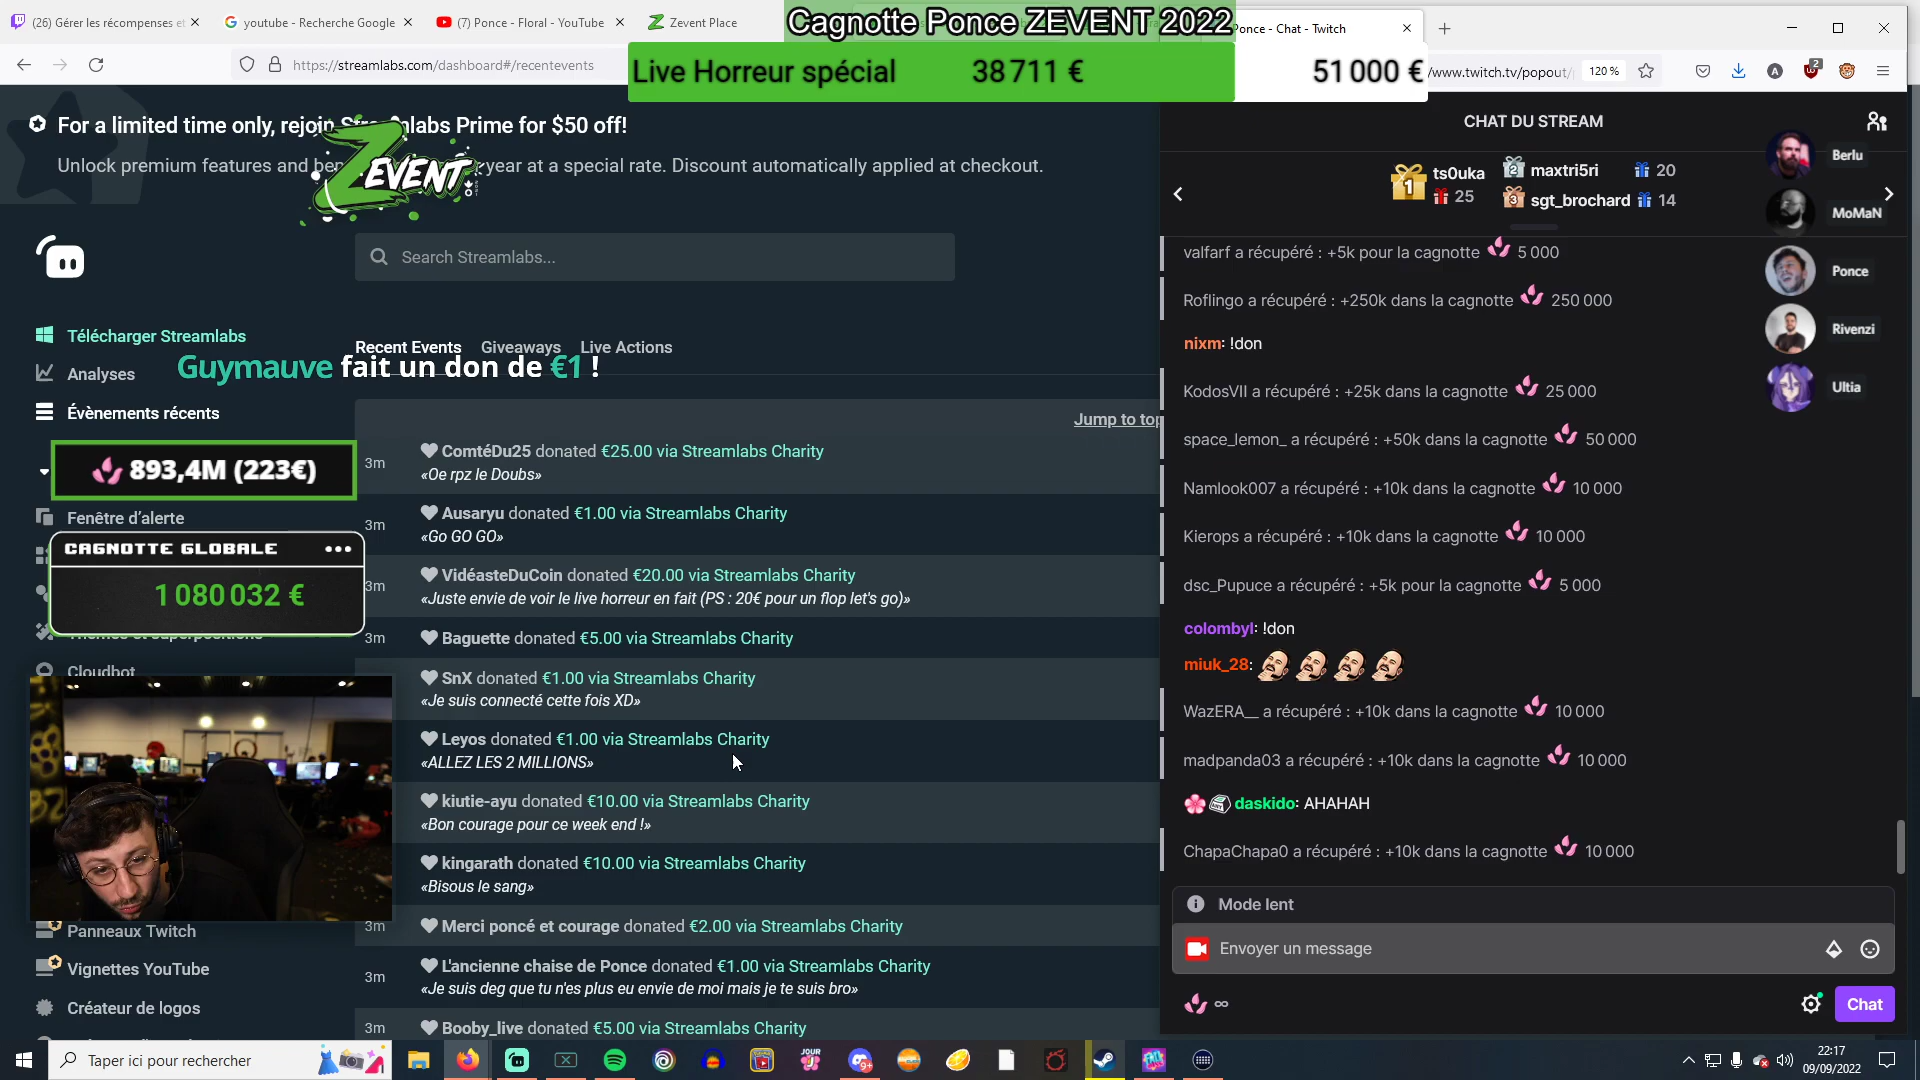 (26) Gérer les récompenses et
youtube - Recherche Google
(7) Ponce - Floral - YouTube
Zevent Place
Cagnotte Ponce ZEVENT 2022
Ponce - Chat - Twitch
https://streamlabs.com/dashboard#/recentevents
Live Horreur spécial 38 711 € 51 000 €
/www.twitch.tv/popout/
120 %
2
For a limited time only, rejoin Streamlabs Prime for $50 off!
Unlock premium features and
year at a special rate. Discount automatically applied at checkout.
ZEVENT
Search Streamlabs...
Télécharger Streamlabs
Analyses
Évènements récents
Recent Events
Giveaways
Live Actions
Guymauve fait un don de €1 !
893,4M (223€)
Fenêtre d'alerte
CAGNOTTE GLOBALE
1 080 032 €
Thèmes et superpositions
Cloudbot
Panneaux Twitch
Vignettes YouTube
Créateur de logos
Jump to top
3m
ComtéDu25 donated €25.00 via Streamlabs Charity
«Oe rpz le Doubs»
3m
Ausaryu donated €1.00 via Streamlabs Charity
«Go GO GO»
3m
VidéasteDuCoin donated €20.00 via Streamlabs Charity
«Juste envie de voir le live horreur en fait (PS : 20€ pour un flop let's go)»
3m
Baguette donated €5.00 via Streamlabs Charity
SnX donated €1.00 via Streamlabs Charity
«Je suis connecté cette fois XD»
Leyos donated €1.00 via Streamlabs Charity
«ALLEZ LES 2 MILLIONS»
kiutie-ayu donated €10.00 via Streamlabs Charity
«Bon courage pour ce week end !»
kingarath donated €10.00 via Streamlabs Charity
«Bisous le sang»
3m
Merci poncé et courage donated €2.00 via Streamlabs Charity
3m
L'ancienne chaise de Ponce donated €1.00 via Streamlabs Charity
«Je suis deg que tu n'es plus eu envie de moi mais je te suis bro»
3m
Booby_live donated €5.00 via Streamlabs Charity
CHAT DU STREAM
1
ts0uka
25
2
maxtri5ri
20
3
sgt_brochard
14
Berlu
MoMaN
Ponce
Rivenzi
Ultia
valfarf a récupéré : +5k pour la cagnotte 5 000
Roflingo a récupéré : +250k dans la cagnotte 250 000
nixm: !don
KodosVII a récupéré : +25k dans la cagnotte 25 000
space_lemon_ a récupéré : +50k dans la cagnotte 50 000
Namlook007 a récupéré : +10k dans la cagnotte 10 000
Kierops a récupéré : +10k dans la cagnotte 10 000
dsc_Pupuce a récupéré : +5k pour la cagnotte 5 000
colombyl: !don
miuk_28:
WazERA__ a récupéré : +10k dans la cagnotte 10 000
madpanda03 a récupéré : +10k dans la cagnotte 10 000
daskido: AHAHAH
ChapaChapa0 a récupéré : +10k dans la cagnotte 10 000
Mode lent
Envoyer un message
∞
Chat
Taper ici pour rechercher
JOUR
22:17
09/09/2022